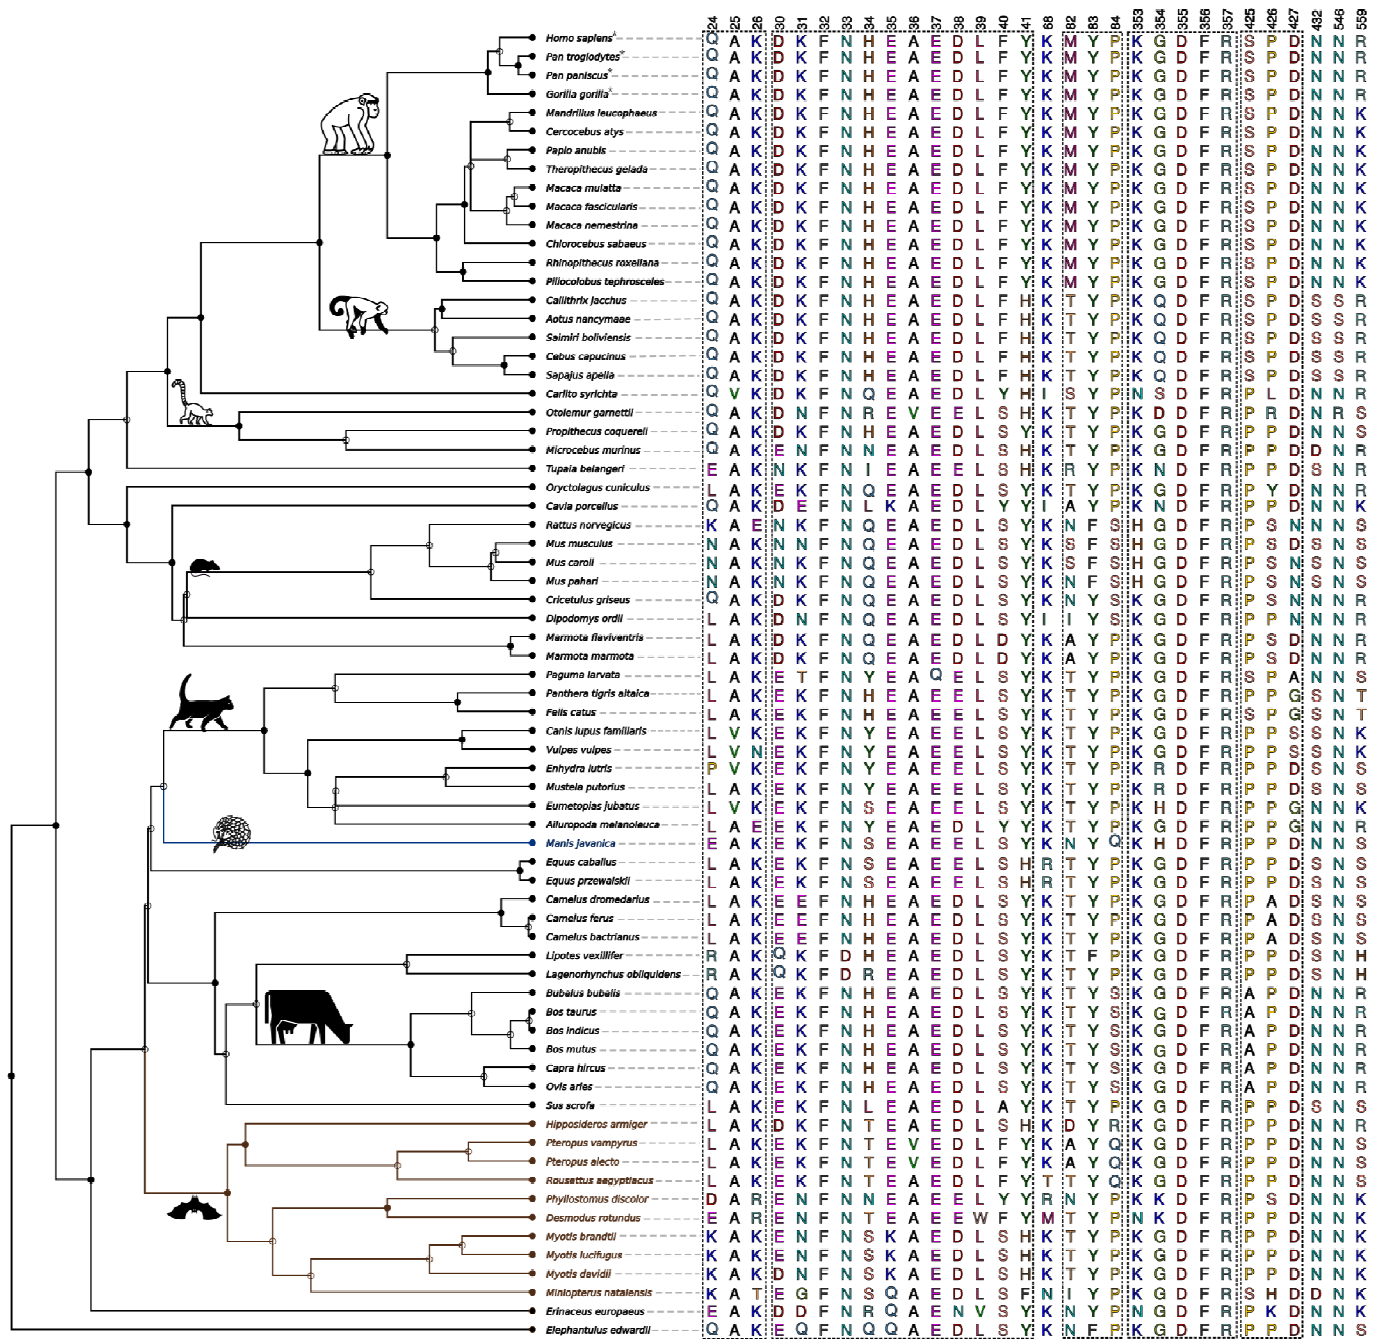 24 25 26 30 31 32 33 34 35 36 37 38 39 40 41 68 82 83 84 353 354 355 356 357 425 426 427 432 546 559
Homo sapiens* Q A K D K F N H E A E D L F Y K M Y P K G D F R S P D N N R
Pan troglodytes* Q A K D K F N H E A E D L F Y K M Y P K G D F R S P D N N R
Pan paniscus* Q A K D K F N H E A E D L F Y K M Y P K G D F R S P D N N R
Gorilla gorilla* Q A K D K F N H E A E D L F Y K M Y P K G D F R S P D N N R
Mandrillus leucophaeus Q A K D K F N H E A E D L F Y K M Y P K G D F R S P D N N K
Cercocebus atys Q A K D K F N H E A E D L F Y K M Y P K G D F R S P D N N K
Papio anubis Q A K D K F N H E A E D L F Y K M Y P K G D F R S P D N N K
Theropithecus gelada Q A K D K F N H E A E D L F Y K M Y P K G D F R S P D N N K
Macaca mulatta Q A K D K F N H E A E D L F Y K M Y P K G D F R S P D N N K
Macaca fascicularis Q A K D K F N H E A E D L F Y K M Y P K G D F R S P D N N K
Macaca nemestrina Q A K D K F N H E A E D L F Y K M Y P K G D F R S P D N N K
Chlorocebus sabaeus Q A K D K F N H E A E D L F Y K M Y P K G D F R S P D N N K
Rhinopithecus roxellana Q A K D K F N H E A E D L F Y K M Y P K G D F R S P D N N K
Piliocolobus tephrosceles Q A K D K F N H E A E D L F Y K M Y P K G D F R S P D N N K
Callithrix jacchus Q A K D K F N H E A E D L F H K T Y P K Q D F R S P D S S R
Aotus nancymaae Q A K D K F N H E A E D L F H K T Y P K Q D F R S P D S S R
Saimiri boliviensis Q A K D K F N H E A E D L F H K T Y P K Q D F R S P D S S R
Cebus capucinus Q A K D K F N H E A E D L F H K T Y P K Q D F R S P D S S R
Sapajus apella Q A K D K F N H E A E D L F H K T Y P K Q D F R S P D S S R
Carlito syrichta Q V K D K F N Q E A E D L Y H I S Y P N S D F R P L D N N R
Otolemur garnettii Q A K D N F N R E V E E L S H K T Y P K D D F R P R D N R S
Propithecus coquereli Q A K D K F N H E A E D L S Y K T Y P K G D F R P P D N N S
Microcebus murinus Q A K E N F N N E A E D L S H K T Y P K G D F R P P D D N R
Tupaia belangeri E A K N K F N I E A E E L S H K R Y P K N D F R P P D S N R
Oryctolagus cuniculus L A K E K F N Q E A E D L S Y K T Y P K G D F R P Y D N N R
Cavia porcellus Q A K D E F N L K A E D L Y Y I A Y P K N D F R P P D N N K
Rattus norvegicus K A E N K F N Q E A E D L S Y K N F S H G D F R P S N N N S
Mus musculus N A K N N F N Q E A E D L S Y K S F S H G D F R P S D S N S
Mus caroli N A K N K F N Q E A E D L S Y K S F S H G D F R P S N S N S
Mus pahari N A K N K F N Q E A E D L S Y K N F S H G D F R P S N S N S
Cricetulus griseus Q A K D K F N Q E A E D L S Y K N Y S K G D F R P S N N N S
Dipodomys ordii L A K D N F N Q E A E D L S Y I I Y S K G D F R P P N N N R
Marmota flaviventris L A K D K F N Q E A E D L D Y K A Y P K G D F R P S D N N R
Marmota marmota L A K D K F N Q E A E D L D Y K A Y P K G D F R P S D N N R
Paguma larvata L A K E T F N Y E A Q E L S Y K T Y P K G D F R S P A N N S
Panthera tigris altaica L A K E K F N H E A E E L S Y K T Y P K G D F R P P G S N T
Felis catus L A K E K F N H E A E E L S Y K T Y P K G D F R S P G S N T
Canis lupus familiaris L V K E K F N Y E A E E L S Y K T Y P K G D F R P P S S N K
Vulpes vulpes L V N E K F N Y E A E E L S Y K T Y P K G D F R P P S S N K
Enhydra lutris P V K E K F N Y E A E E L S Y K T Y P K R D F R P P D S N S
Mustela putorius L A K E K F N Y E A E E L S Y K T Y P K R D F R P P D S N S
Eumetopias jubatus L V K E K F N S E A E E L S Y K T Y P K H D F R P P G N N K
Ailuropoda melanoleuca L A E E K F N Y E A E D L Y Y K T Y P K G D F R P P G N N R
Manis javanica E A K E K F N S E A E D L S Y K N Y Q K H D F R P P D S N S
Equus caballus L A K E K F N S E A E E L S H R T Y P K G D F R P P D S N S
Equus przewalskii L A K E K F N S E A E E L S H R T Y P K G D F R P P D S N S
Camelus dromedarius L A K E E F N H E A E D L S Y K T Y P K G D F R P A D S N S
Camelus ferus L A K E E F N H E A E D L S Y K T Y P K G D F R P A D S N S
Camelus bactrianus L A K E E F N H E A E D L S Y K T Y P K G D F R P A D S N S
Lipotes vexillifer R A K Q K F D H E A E D L S Y K T F P K G D F R P P D N N H
Lagenorhynchus obliquidens R A K Q K F D R E A E D L S Y K T Y P K G D F R P P D S N H
Bubalus bubalis Q A K E K F N H E A E D L S Y K T Y S K G D F R A P D N N R
Bos taurus Q A K E K F N H E A E D L S Y K T Y S K G D F R A P D N N R
Bos indicus Q A K E K F N H E A E D L S Y K T Y S K G D F R A P D N N R
Bos mutus Q A K E K F N H E A E D L S Y K T Y S K G D F R A P D N N R
Capra hircus Q A K E K F N H E A E D L S Y K T Y S K G D F R A P D N N R
Ovis aries Q A K E K F N H E A E D L S Y K T Y S K G D F R A P D N N R
Sus scrofa L A K E K F N L E A E D L A Y K T Y P K G D F R P P D S N S
Hipposideros armiger L A K D K F N T E A E D L S H K D Y R K G D F R P P D N N R
Pteropus vampyrus L A K E K F N T E V E D L F Y K A Y Q K G D F R P P D N N S
Pteropus alecto L A K E K F N T E V E D L F Y K A Y Q K G D F R P P D N N S
Rousettus aegyptiacus L A K E K F N T E A E D L F Y T T Y Q K G D F R P P D N N S
Phyllostomus discolor D A R E N F N N E A E E L Y Y R N Y P K K D F R P S D N N K
Desmodus rotundus E A R E N F N T E A E E W F Y M T Y P N K D F R P P D N N K
Myotis brandtii K A K E N F N S K A E D L S H K T Y P K G D F R P P D N N K
Myotis lucifugus K A K E N F N S K A E D L S H K T Y P K G D F R P P D N N K
Myotis davidii K A K D N F N S K A E D L S H K T Y P K G D F R P P D N N K
Miniopterus natalensis K A T E G F N S Q A E D L S F N I Y P K G D F R S H D D N K
Erinaceus europaeus E A K D D F N R Q A E N V S Y K N Y P N G D F R P K D N N K
Elephantulus edwardii Q A K E Q F N Q Q A E D L S Y K N F P K G D F R P P D N N S